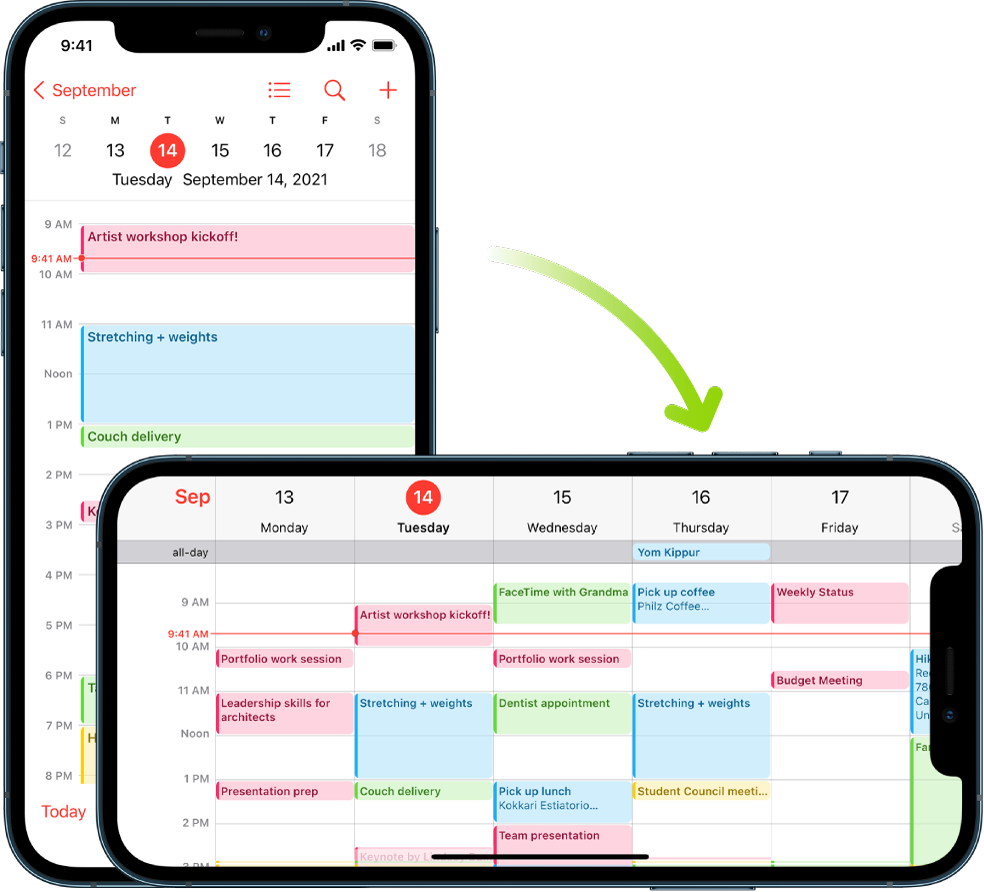 9:41
September
S M T W T F S
12 13 14 15 16 17 18
Tuesday September 14, 2021
9 AM
Artist workshop kickoff!
9:41 AM
10 AM
11 AM
Stretching + weights
Noon
1 PM
Couch delivery
2 PM
K
3 PM
4 PM
5 PM
6 PM
7 PM
H
8 PM
Today
Sep 13 14 15 16 17
Monday Tuesday Wednesday Thursday Friday S
all-day Yom Kippur
FaceTime with Grandma Pick up coffee Weekly Status
9 AM Philz Coffee...
Artist workshop kickoff!
9:41 AM
10 AM
Portfolio work session Portfolio work session Hik
Budget Meeting
11 AM
Leadership skills for Stretching + weights Dentist appointment Stretching + weights
architects
Noon
1 PM
Presentation prep Couch delivery Pick up lunch Student Council meeti...
Kokkari Estiatorio...
2 PM
Team presentation
Keynote by
3 PM